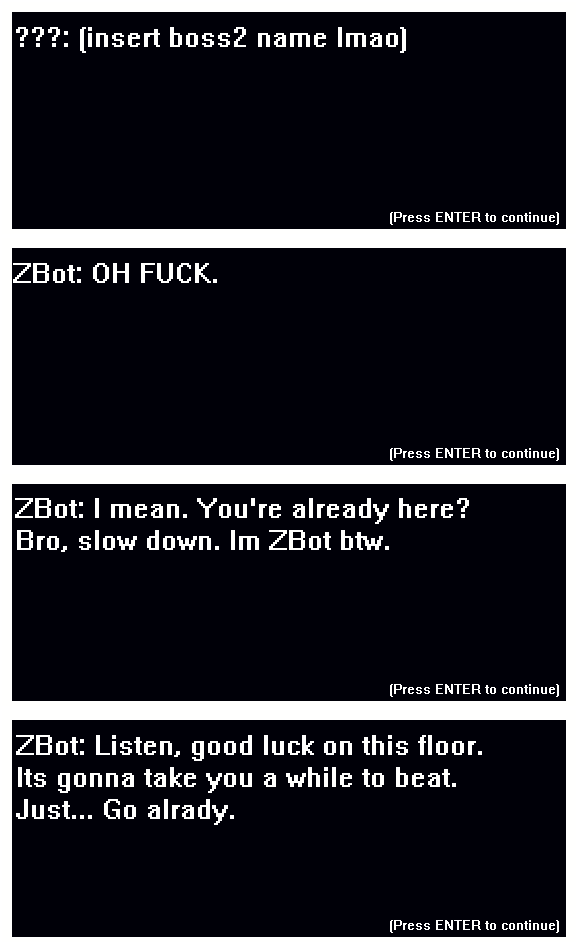 ???: (insert boss2 name lmao)
(Press ENTER to continue)
ZBot: OH FUCK.
(Press ENTER to continue)
ZBot: I mean. You're already here?
Bro, slow down. Im ZBot btw.
(Press ENTER to continue)
ZBot: Listen, good luck on this floor.
Its gonna take you a while to beat.
Just... Go alrady.
(Press ENTER to continue)